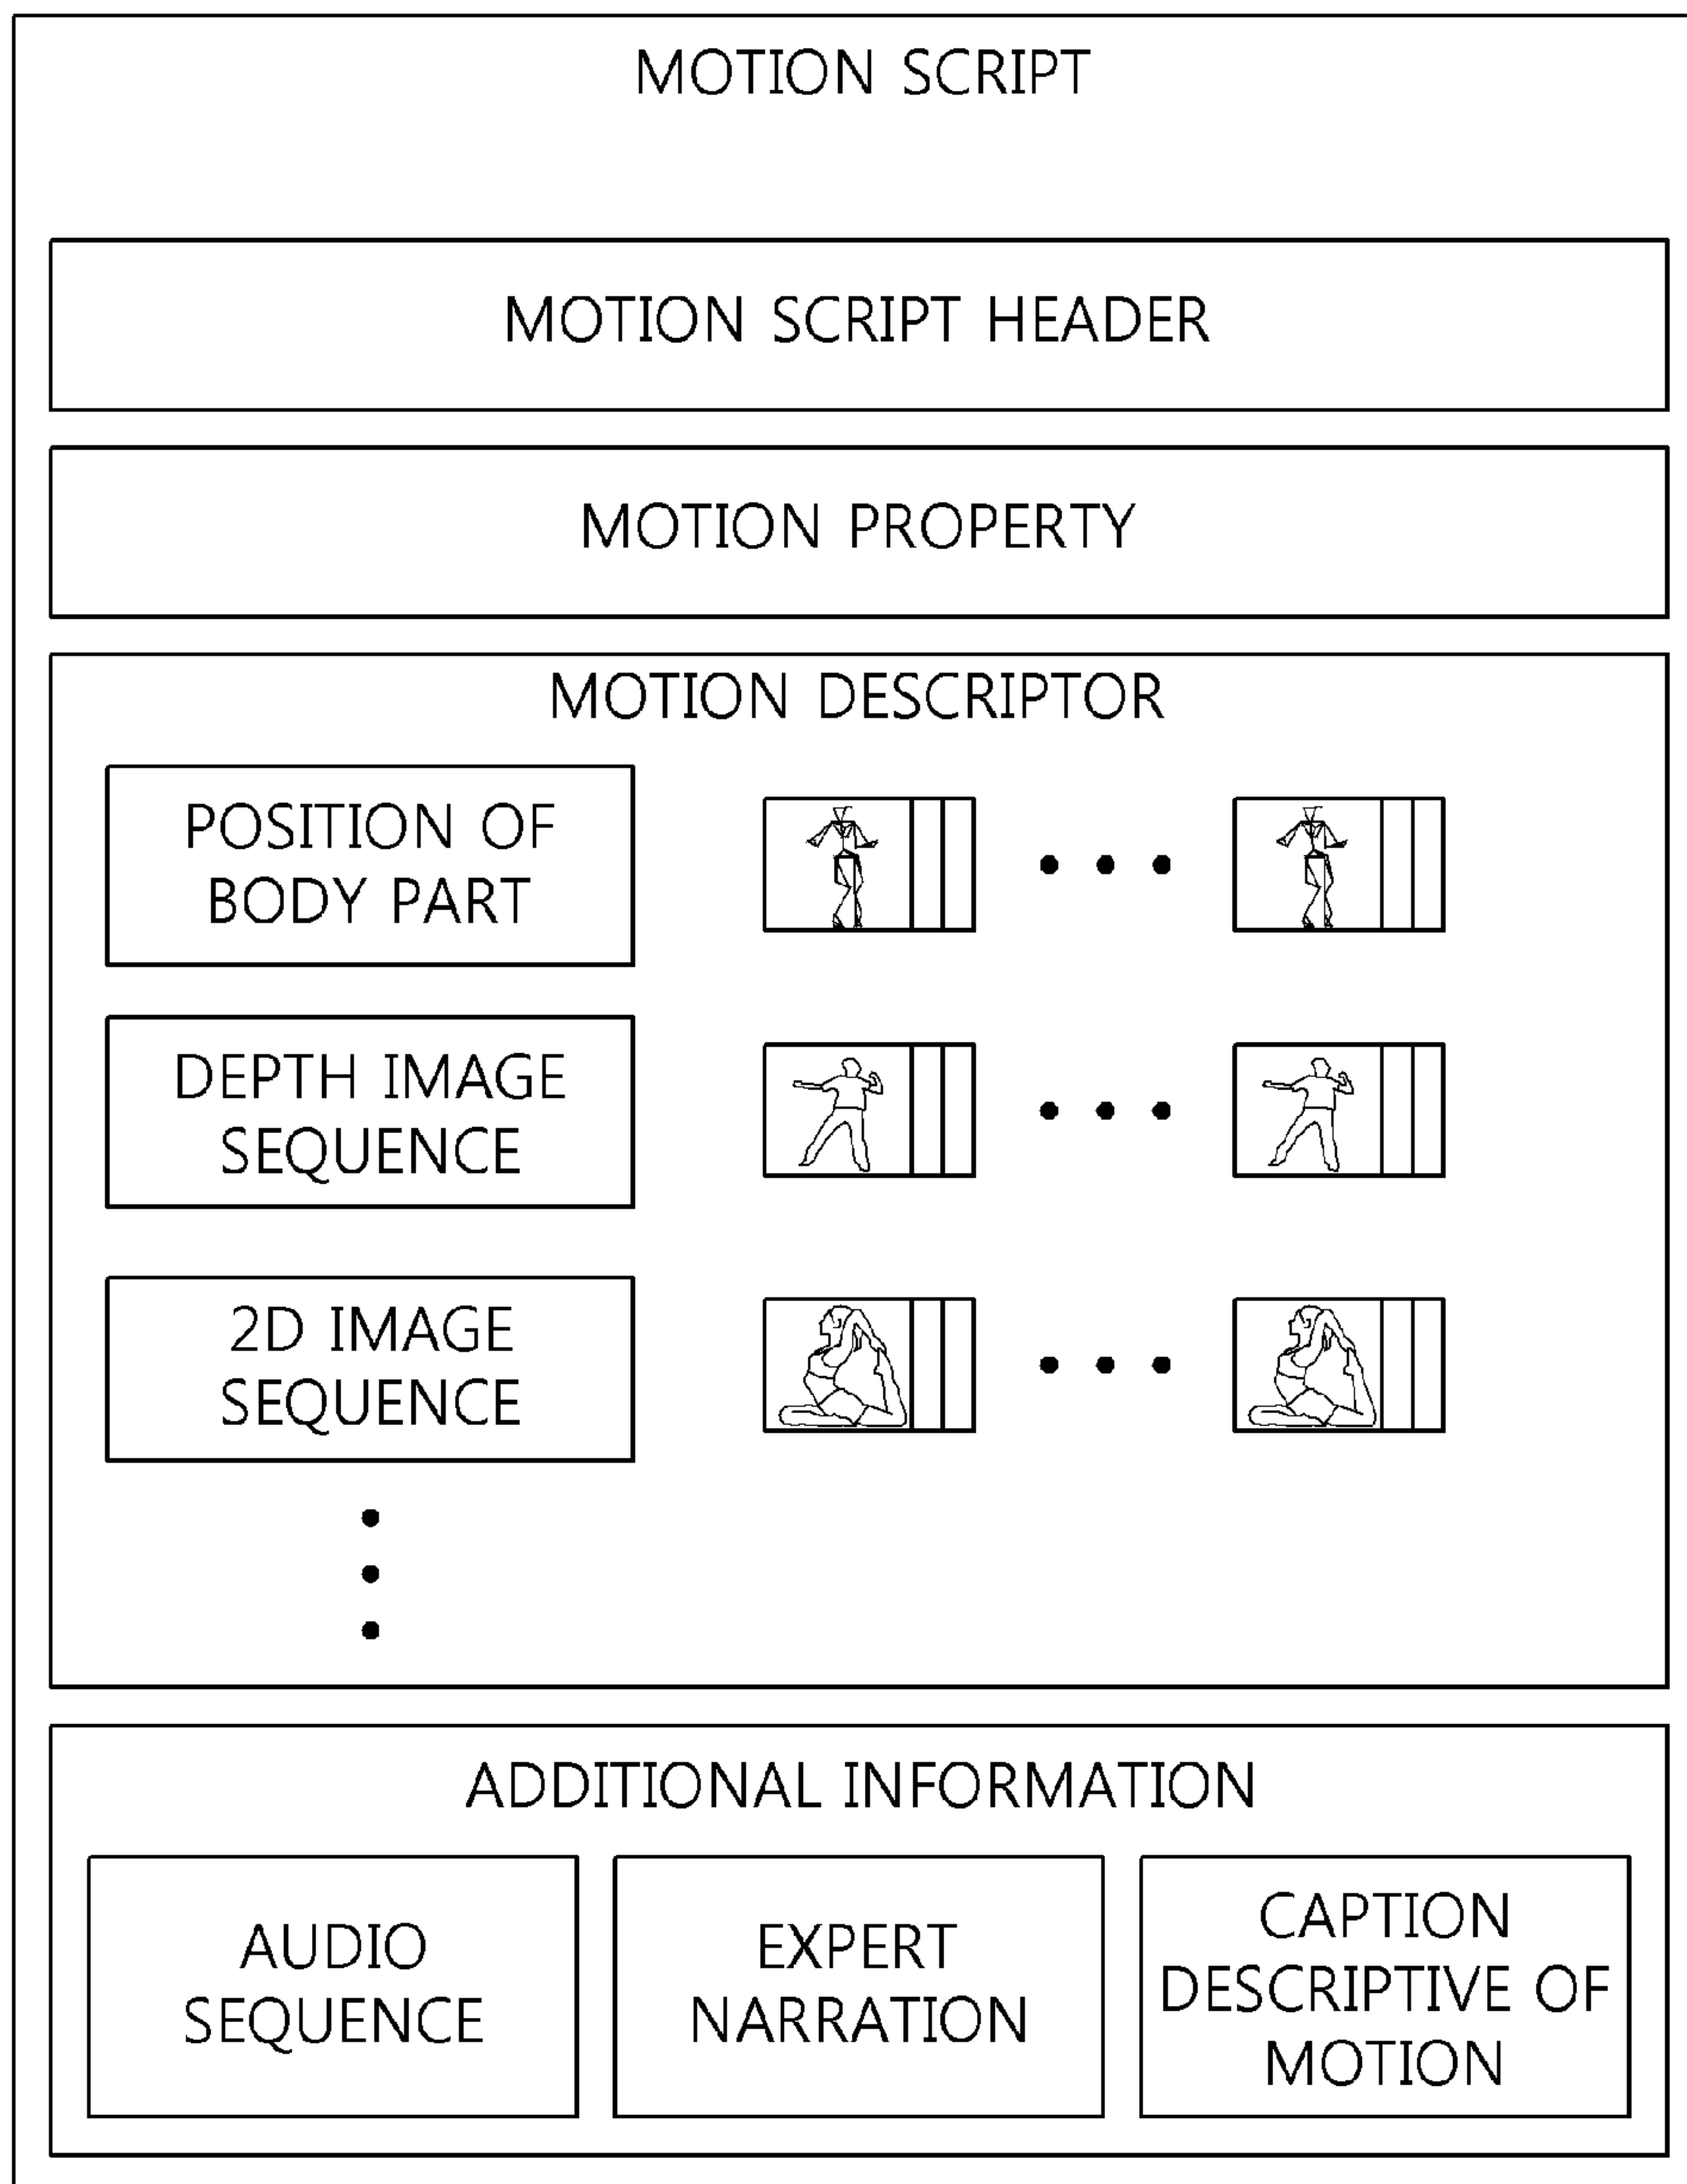 MOTION SCRIPT
MOTION SCRIPT HEADER
MOTION PROPERTY
MOTION DESCRIPTOR
POSITION OF
BODY PART
DEPTH IMAGE
SEQUENCE
2D IMAGE
SEQUENCE
ADDITIONAL INFORMATION
AUDIO
SEQUENCE
EXPERT
NARRATION
CAPTION
DESCRIPTIVE OF
MOTION